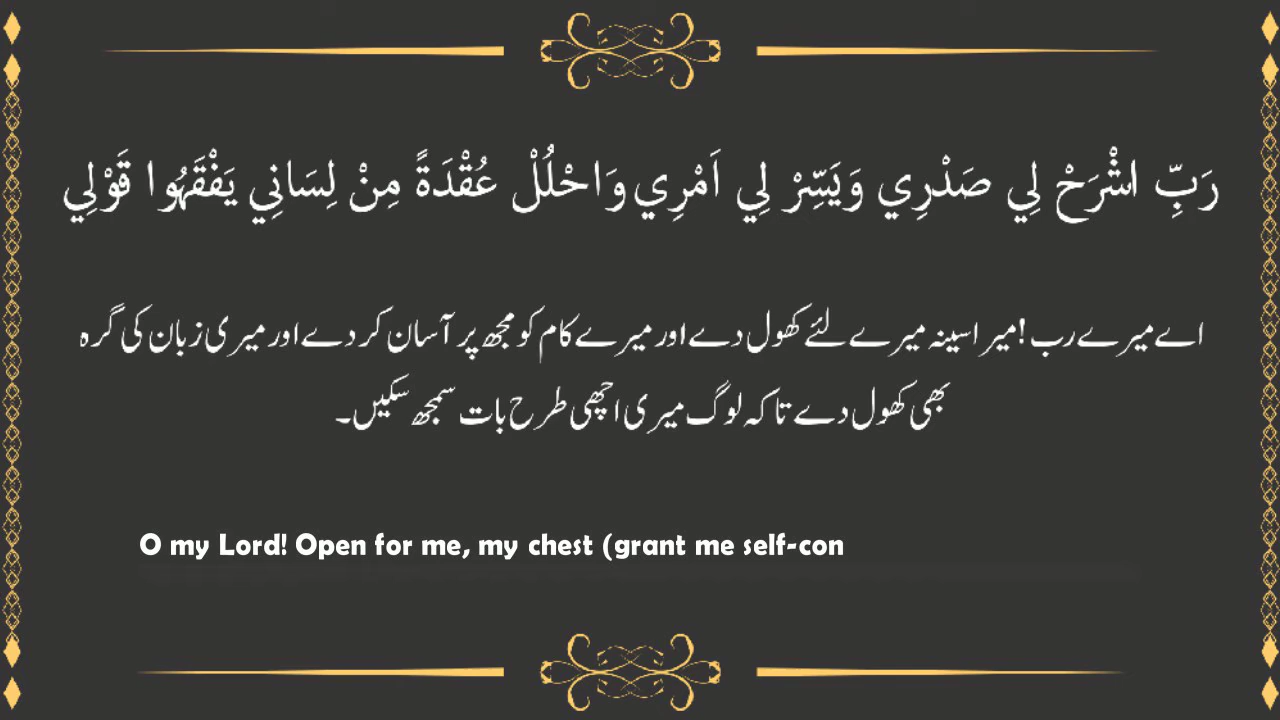 رَبِّ اشْرَحْ لِي صَدْرِي وَيَسِّرْ لِي اَمْرِي وَاحْلُلْ عُقْدَةً مِنْ لِسَانِي يَفْقَهُوا قَوْلِي
اے میرے رب !میرا سینہ میرے لئے کھول دے اور میرے کام کو مجھ پر آسان کر دے اور میری زبان کی گرہ
بھی کھول دے تاکہ لوگ میری اچھی طرح بات سمجھ سکیں۔
O my Lord! Open for me, my chest (grant me self-con